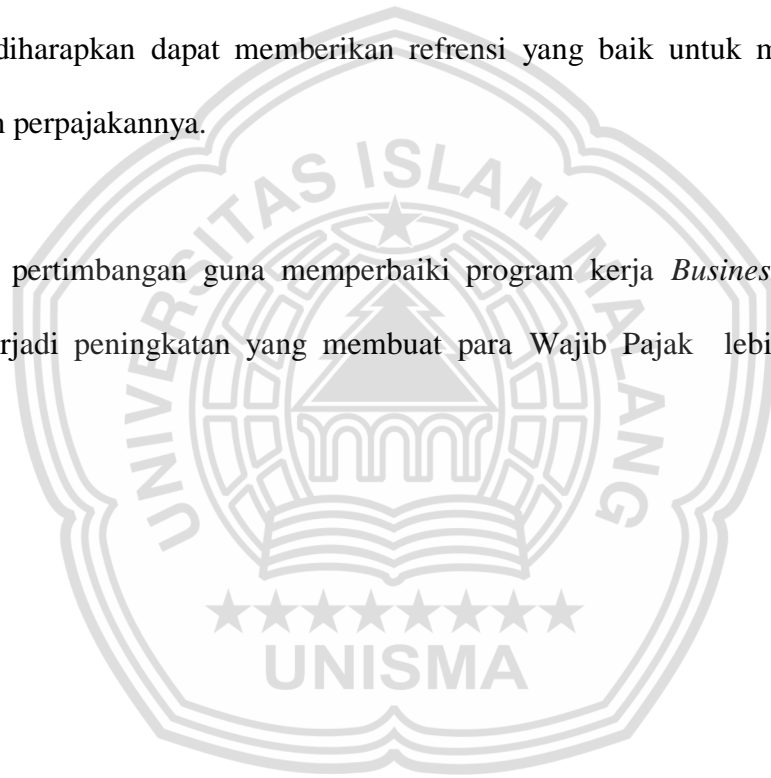 diharapkan dapat memberikan refrensi yang baik untuk m
perpajakannya.
pertimbangan guna memperbaiki program kerja Busines
rjadi peningkatan yang membuat para Wajib Pajak lebi
UNIVERSITAS ISLAM MALANG
UNISMA